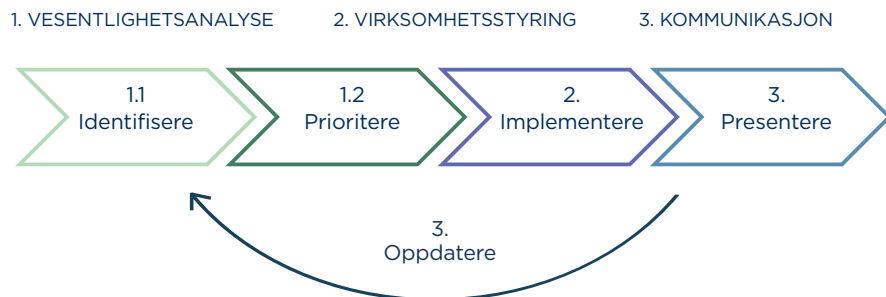 1. VESENTLIGHETSANALYSE
2. VIRKSOMHETSSTYRING
3. KOMMUNIKASJON
1.1
Identifisere
1.2
Prioritere
2.
Implementere
3.
Presentere
3.
Oppdatere